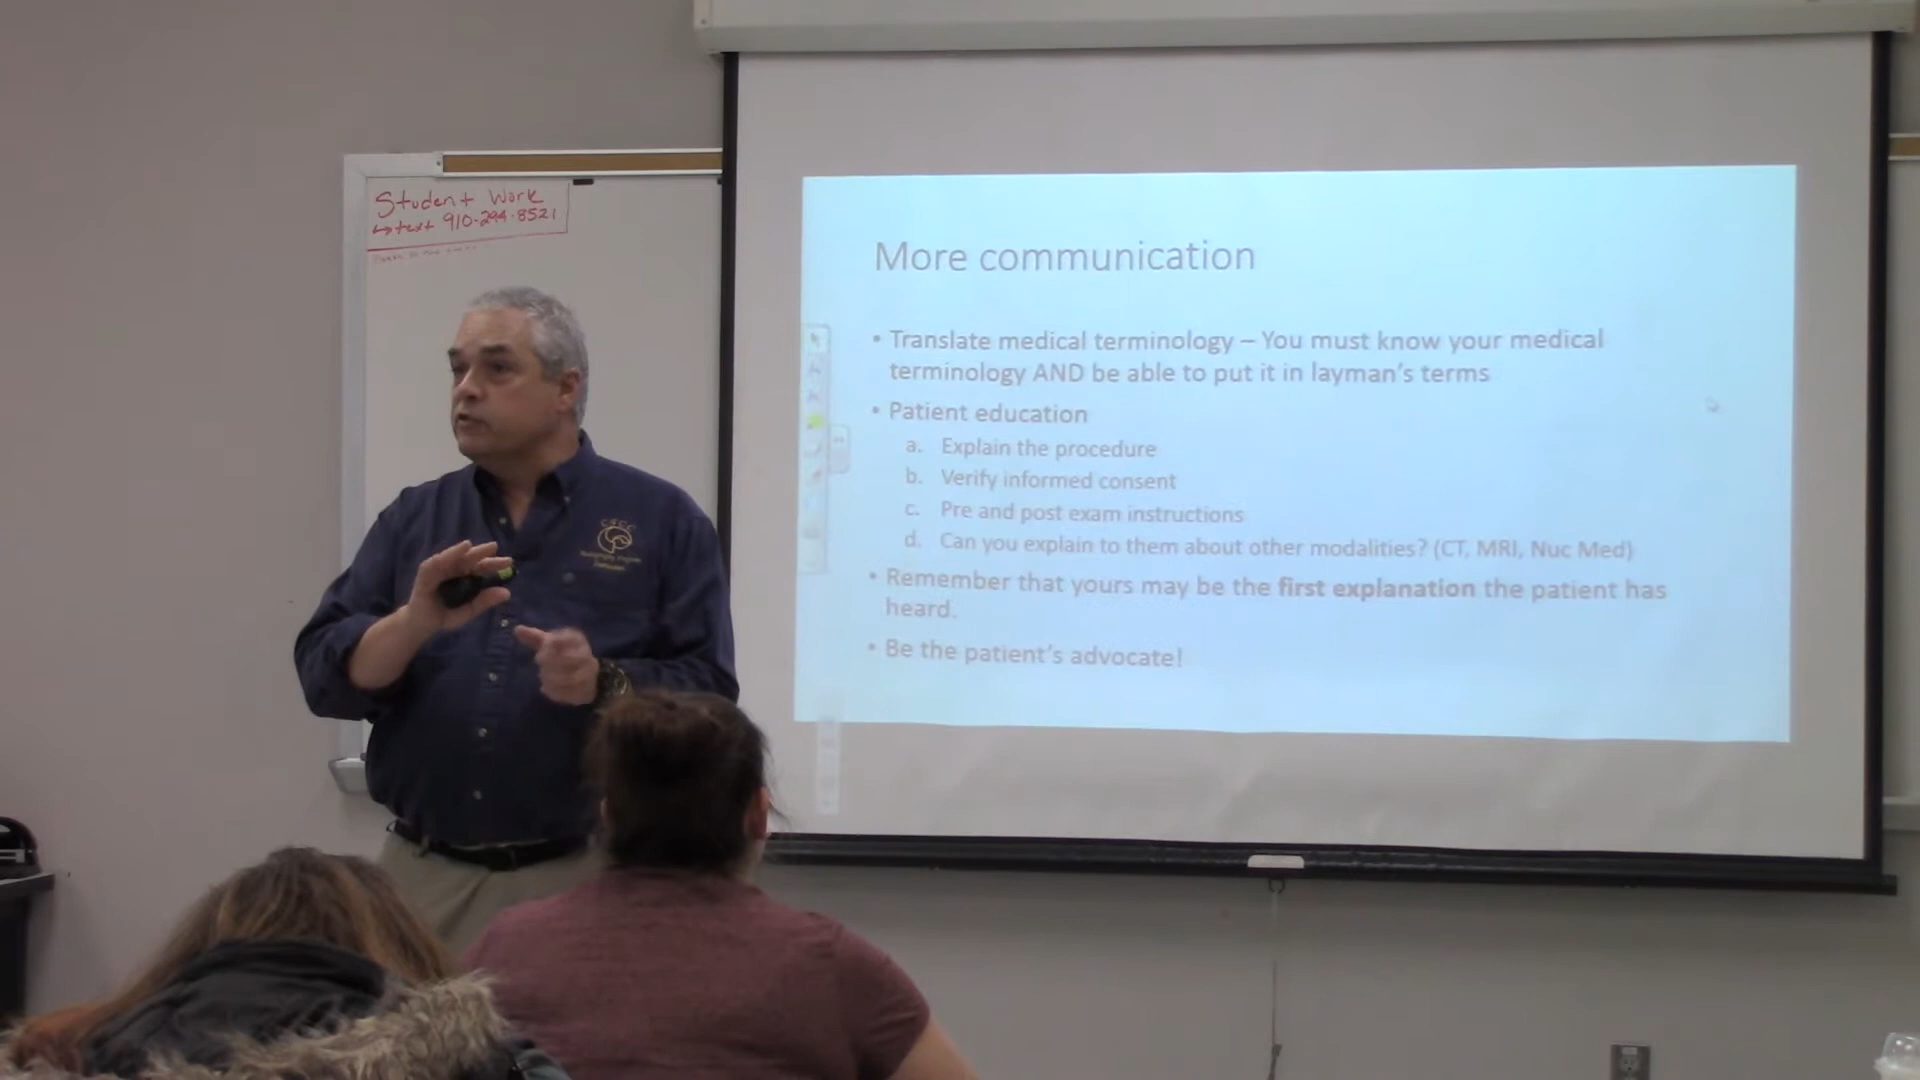 Student Work
↳text 910-294-8521
CFCC
More communication
• Translate medical terminology – You must know your medical
terminology AND be able to put it in layman's terms
• Patient education
a. Explain the procedure
b. Verify informed consent
c. Pre and post exam instructions
d. Can you explain to them about other modalities? (CT, MRI, Nuc Med)
• Remember that yours may be the first explanation the patient has
heard.
• Be the patient's advocate!